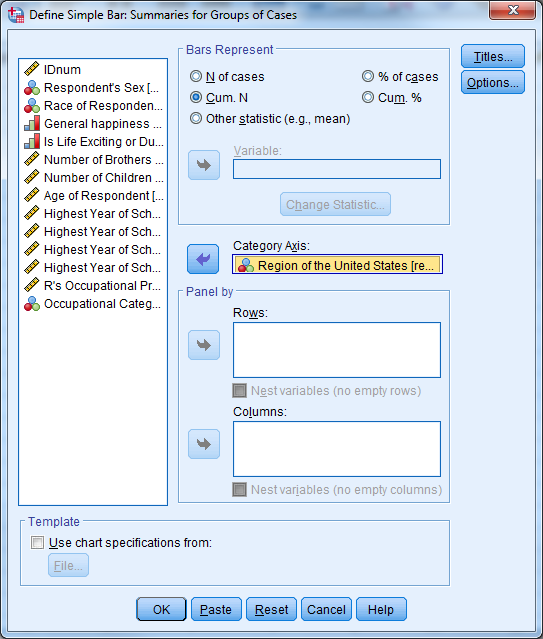 Define Simple Bar: Summaries for Groups of Cases
IDnum
Respondent's Sex [...
Race of Responden...
General happiness ...
Is Life Exciting or Du...
Number of Brothers ...
Number of Children ...
Age of Respondent [...
Highest Year of Sch...
Highest Year of Sch...
Highest Year of Sch...
Highest Year of Sch...
R's Occupational Pr...
Occupational Categ...
Bars Represent
N of cases
% of cases
Cum. N
Cum. %
Other statistic (e.g., mean)
Variable:
Change Statistic...
Category Axis:
Region of the United States [re...
Panel by
Rows:
Nest variables (no empty rows)
Columns:
Nest variables (no empty columns)
Titles...
Options...
Template
Use chart specifications from:
File...
OK
Paste
Reset
Cancel
Help